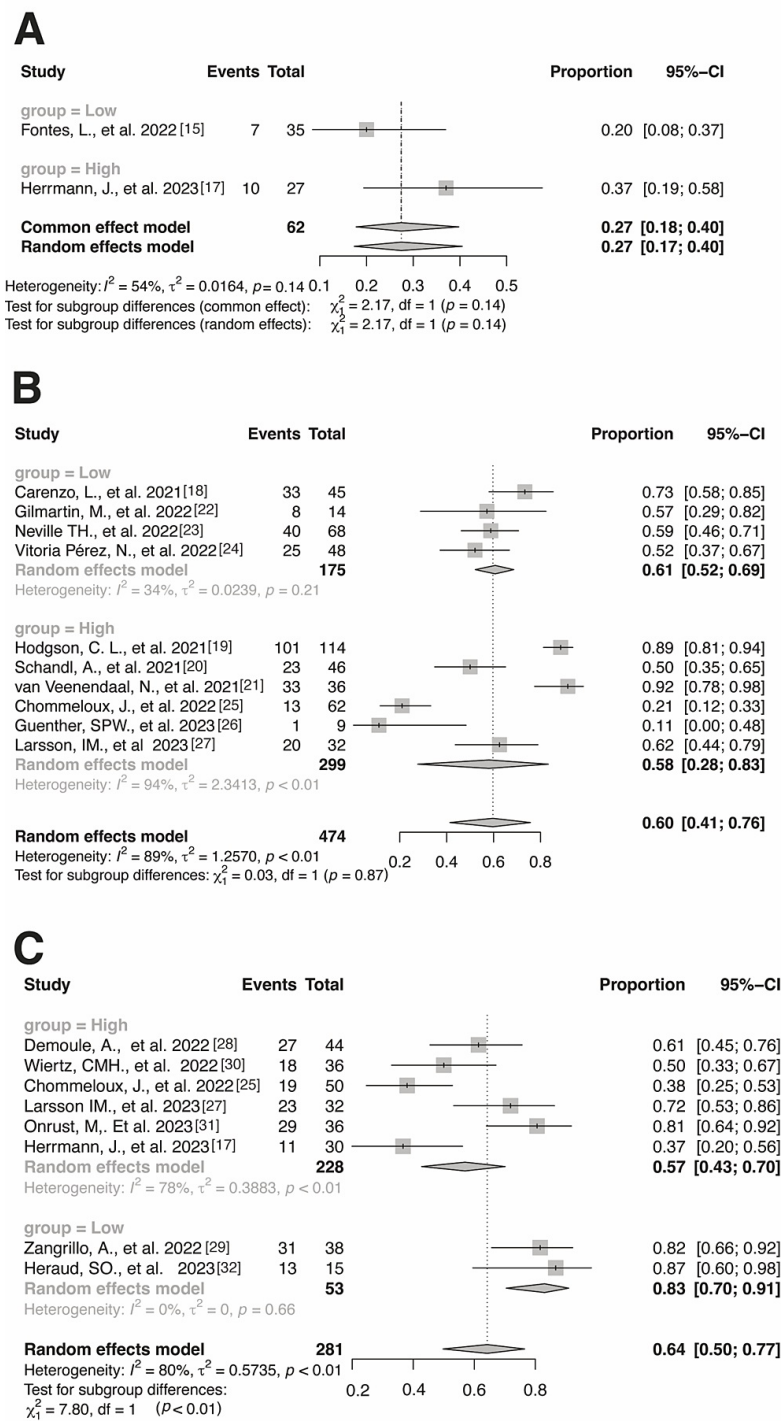 A
Study Events Total Proportion 95%–CI
group = Low
Fontes, L., et al. 2022 [15] 7 35 0.20 [0.08; 0.37]
group = High
Herrmann, J., et al. 2023[17] 10 27 0.37 [0.19; 0.58]
Common effect model 62 0.27 [0.18; 0.40]
Random effects model 0.27 [0.17; 0.40]
Heterogeneity: I² = 54%, τ² = 0.0164, p = 0.14 0.1 0.2 0.3 0.4 0.5
Test for subgroup differences (common effect): χ²₁ = 2.17, df = 1 (p = 0.14)
Test for subgroup differences (random effects): χ²₁ = 2.17, df = 1 (p = 0.14)
B
Study Events Total Proportion 95%–CI
group = Low
Carenzo, L., et al. 2021[18] 33 45 0.73 [0.58; 0.85]
Gilmartin, M., et al. 2022[22] 8 14 0.57 [0.29; 0.82]
Neville TH., et al. 2022[23] 40 68 0.59 [0.46; 0.71]
Vitoria Pérez, N., et al. 2022[24] 25 48 0.52 [0.37; 0.67]
Random effects model 175 0.61 [0.52; 0.69]
Heterogeneity: I² = 34%, τ² = 0.0239, p = 0.21
group = High
Hodgson, C. L., et al. 2021[19] 101 114 0.89 [0.81; 0.94]
Schandl, A., et al. 2021[20] 23 46 0.50 [0.35; 0.65]
van Veenendaal, N., et al. 2021[21] 33 36 0.92 [0.78; 0.98]
Chommeloux, J., et al. 2022[25] 13 62 0.21 [0.12; 0.33]
Guenther, SPW., et al. 2023[26] 1 9 0.11 [0.00; 0.48]
Larsson, IM., et al 2023[27] 20 32 0.62 [0.44; 0.79]
Random effects model 299 0.58 [0.28; 0.83]
Heterogeneity: I² = 94%, τ² = 2.3413, p < 0.01
0.60 [0.41; 0.76]
Random effects model 474
Heterogeneity: I² = 89%, τ² = 1.2570, p < 0.01 0.2 0.4 0.6 0.8
Test for subgroup differences: χ²₁ = 0.03, df = 1 (p = 0.87)
C
Study Events Total Proportion 95%–CI
group = High
Demoule, A., et al. 2022 [28] 27 44 0.61 [0.45; 0.76]
Wiertz, CMH., et al. 2022 [30] 18 36 0.50 [0.33; 0.67]
Chommeloux, J., et al. 2022[25] 19 50 0.38 [0.25; 0.53]
Larsson IM., et al. 2023[27] 23 32 0.72 [0.53; 0.86]
Onrust, M,. Et al. 2023[31] 29 36 0.81 [0.64; 0.92]
Herrmann, J., et al. 2023[17] 11 30 0.37 [0.20; 0.56]
Random effects model 228 0.57 [0.43; 0.70]
Heterogeneity: I² = 78%, τ² = 0.3883, p < 0.01
group = Low
Zangrillo, A., et al. 2022 [29] 31 38 0.82 [0.66; 0.92]
Heraud, SO., et al. 2023[32] 13 15 0.87 [0.60; 0.98]
Random effects model 53 0.83 [0.70; 0.91]
Heterogeneity: I² = 0%, τ² = 0, p = 0.66
Random effects model 281 0.64 [0.50; 0.77]
Heterogeneity: I² = 80%, τ² = 0.5735, p < 0.01
0.2 0.4 0.6 0.8
Test for subgroup differences:
χ²₁ = 7.80, df = 1 (p < 0.01)